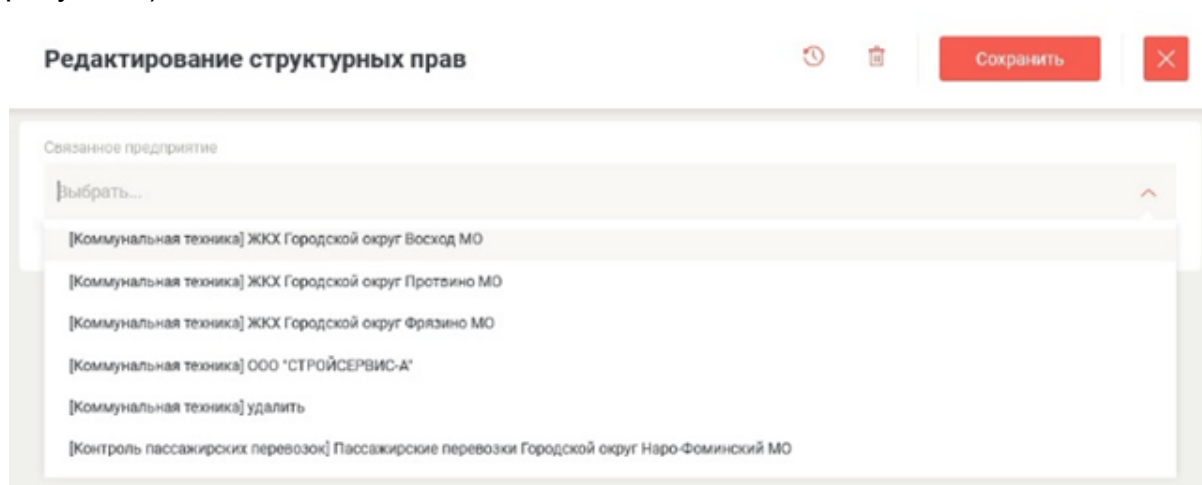 Редактирование структурных прав
Сохранить
Связанное предприятие
Выбрать...
[Коммунальная техника] ЖКХ Городской округ Восход МО
[Коммунальная техника] ЖКХ Городской округ Протвино МО
[Коммунальная техника] ЖКХ Городской округ Фрязино МО
[Коммунальная техника] ООО "СТРОЙСЕРВИС-А"
[Коммунальная техника] удалить
[Контроль пассажирских перевозок] Пассажирские перевозки Городской округ Наро-Фоминский МО